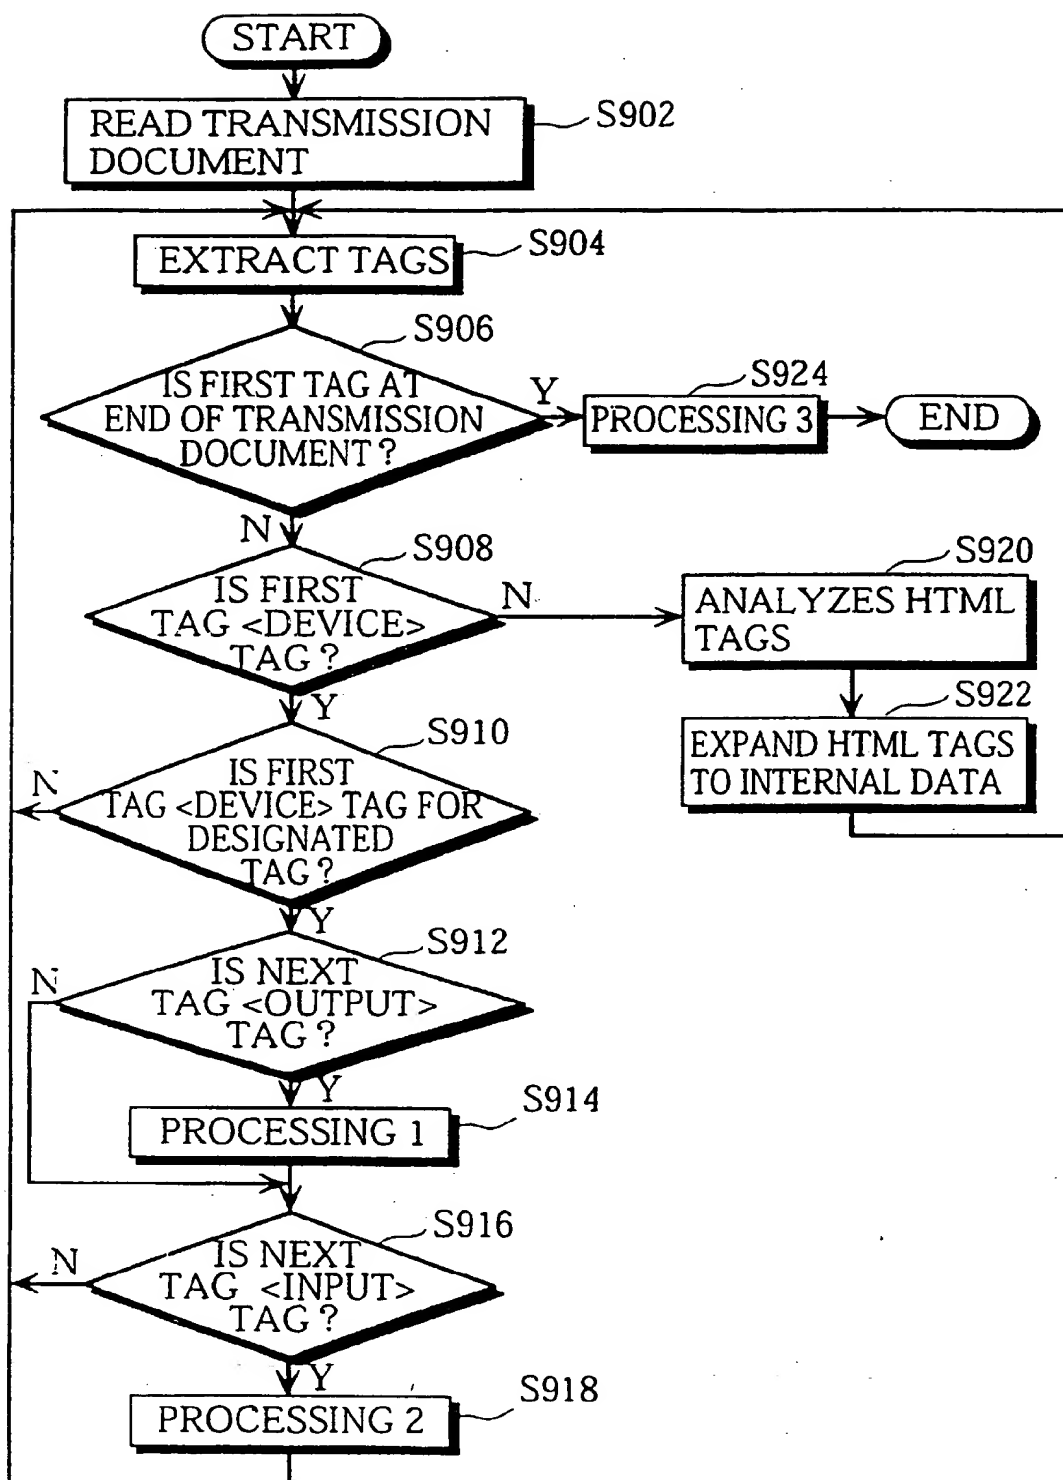 START
READ TRANSMISSION
DOCUMENT
S902
EXTRACT TAGS
S904
S906
IS FIRST TAG AT
END OF TRANSMISSION
DOCUMENT?
Y
S924
PROCESSING 3
END
N
S908
IS FIRST
TAG <DEVICE>
TAG?
N
S920
ANALYZES HTML
TAGS
S922
EXPAND HTML TAGS
TO INTERNAL DATA
Y
S910
IS FIRST
TAG <DEVICE> TAG FOR
DESIGNATED
TAG?
N
Y
S912
IS NEXT
TAG <OUTPUT>
TAG?
N
Y
S914
PROCESSING 1
S916
IS NEXT
TAG <INPUT>
TAG?
N
Y
S918
PROCESSING 2